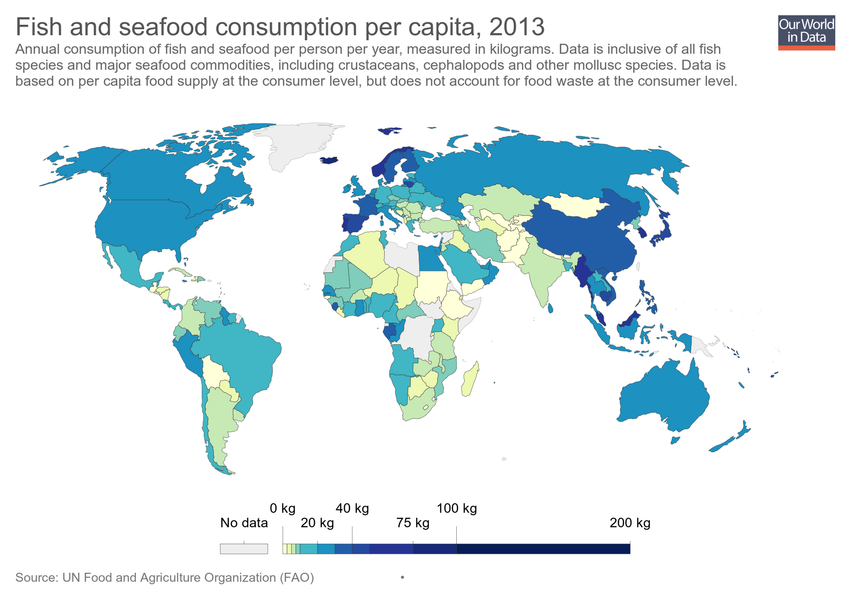 Fish and seafood consumption per capita, 2013
Our World
in Data
Annual consumption of fish and seafood per person per year, measured in kilograms. Data is inclusive of all fish
species and major seafood commodities, including crustaceans, cephalopods and other mollusc species. Data is
based on per capita food supply at the consumer level, but does not account for food waste at the consumer level.
0 kg 40 kg 100 kg
No data 20 kg 75 kg 200 kg
Source: UN Food and Agriculture Organization (FAO) •